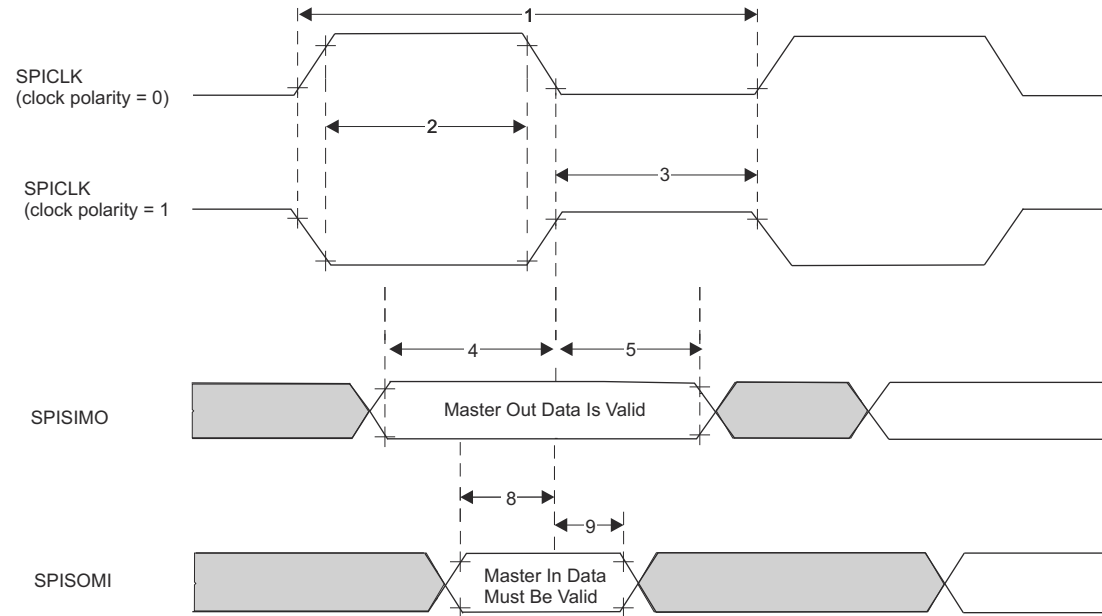 1
SPICLK
(clock polarity = 0)
2
3
SPICLK
(clock polarity = 1
4
5
SPISIMO
Master Out Data Is Valid
8
9
SPISOMI
Master In Data
Must Be Valid